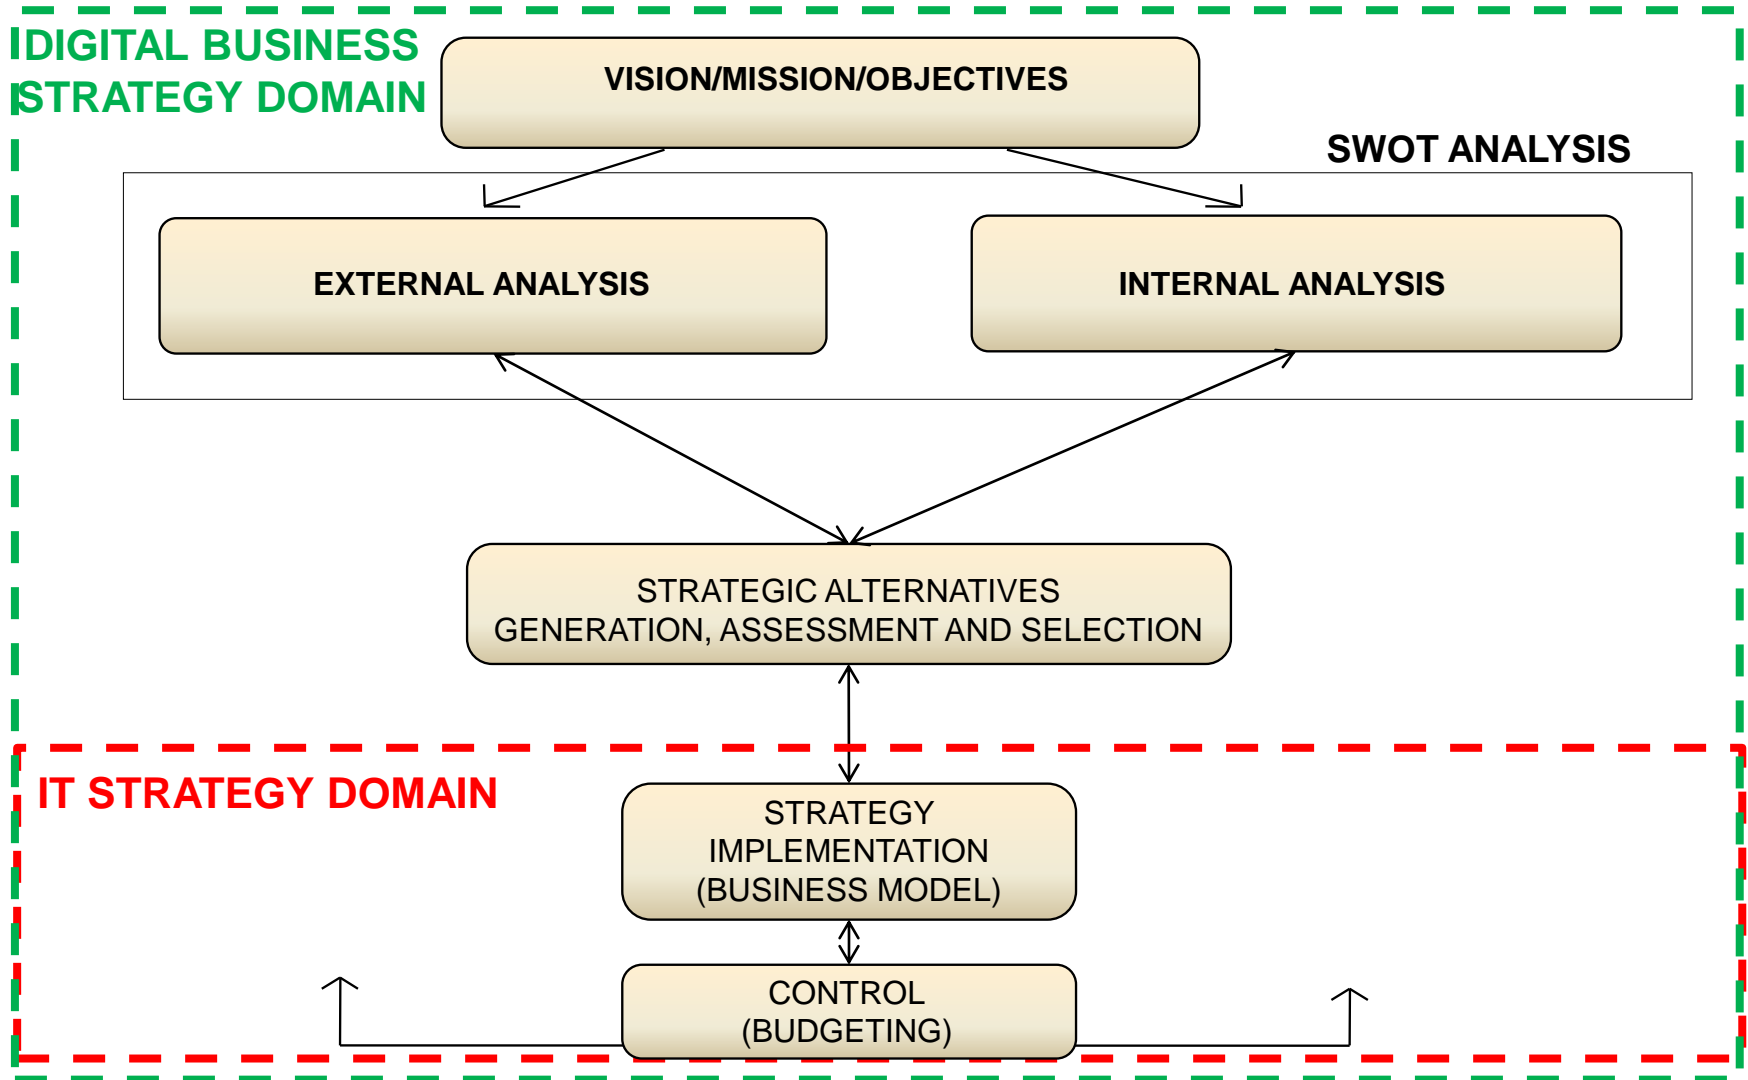 DIGITAL BUSINESS
STRATEGY DOMAIN
VISION/MISSION/OBJECTIVES
SWOT ANALYSIS
EXTERNAL ANALYSIS
INTERNAL ANALYSIS
STRATEGIC ALTERNATIVES
GENERATION, ASSESSMENT AND SELECTION
IT STRATEGY DOMAIN
STRATEGY
IMPLEMENTATION
(BUSINESS MODEL)
CONTROL
(BUDGETING)